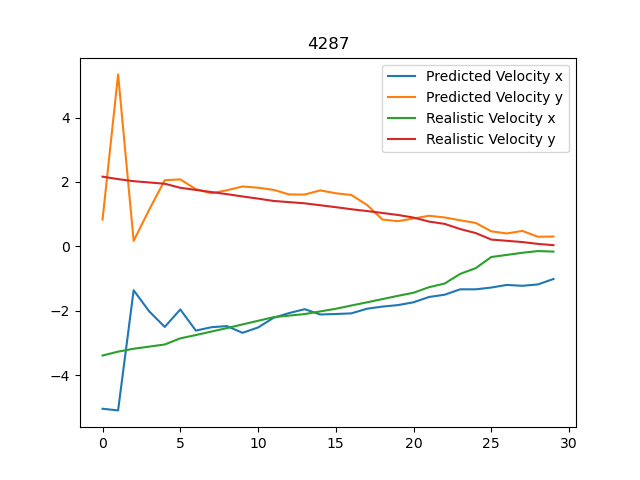 4287
Predicted Velocity x
Predicted Velocity y
Realistic Velocity x
Realistic Velocity y
4
2
0
−2
−4
0 5 10 15 20 25 30